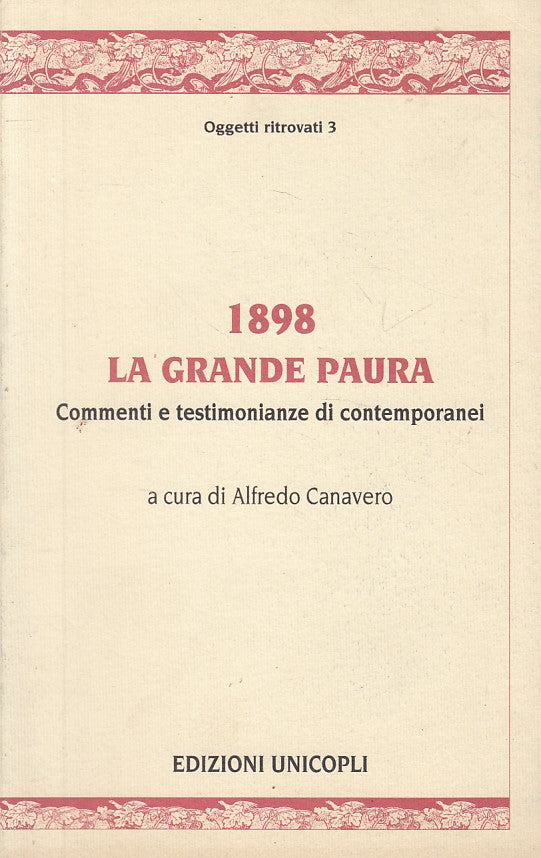 Oggetti ritrovati 3
1898
LA GRANDE PAURA
Commenti e testimonianze di contemporanei
a cura di Alfredo Canavero
EDIZIONI UNICOPLI